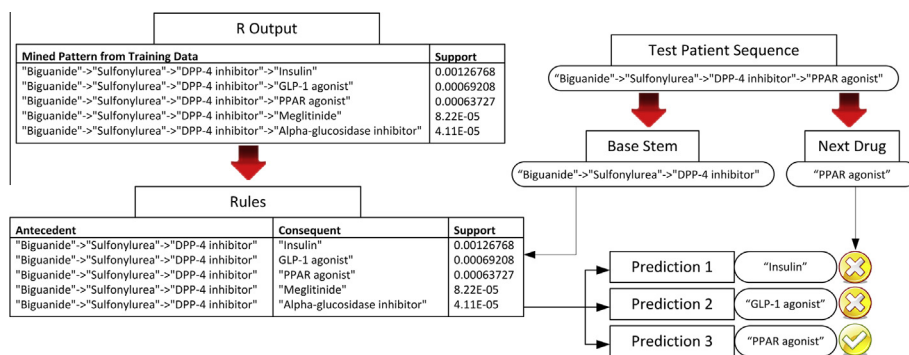 R Output
Mined Pattern from Training Data Support
"Biguanide"->"Sulfonylurea"->"DPP-4 inhibitor"->"Insulin" 0.00126768
"Biguanide"->"Sulfonylurea"->"DPP-4 inhibitor"->"GLP-1 agonist" 0.00069208
"Biguanide"->"Sulfonylurea"->"DPP-4 inhibitor"->"PPAR agonist" 0.00063727
"Biguanide"->"Sulfonylurea"->"DPP-4 inhibitor"->"Meglitinide" 8.22E-05
"Biguanide"->"Sulfonylurea"->"DPP-4 inhibitor"->"Alpha-glucosidase inhibitor" 4.11E-05
Rules
Antecedent Consequent Support
"Biguanide"->"Sulfonylurea"->"DPP-4 inhibitor" "Insulin" 0.00126768
"Biguanide"->"Sulfonylurea"->"DPP-4 inhibitor" GLP-1 agonist" 0.00069208
"Biguanide"->"Sulfonylurea"->"DPP-4 inhibitor" "PPAR agonist" 0.00063727
"Biguanide"->"Sulfonylurea"->"DPP-4 inhibitor" "Meglitinide" 8.22E-05
"Biguanide"->"Sulfonylurea"->"DPP-4 inhibitor" "Alpha-glucosidase inhibitor" 4.11E-05
Test Patient Sequence
"Biguanide"->"Sulfonylurea"->"DPP-4 inhibitor"->"PPAR agonist"
Base Stem
"Biguanide"->"Sulfonylurea"->"DPP-4 inhibitor"
Next Drug
"PPAR agonist"
Prediction 1 "Insulin"
Prediction 2 "GLP-1 agonist"
Prediction 3 "PPAR agonist"